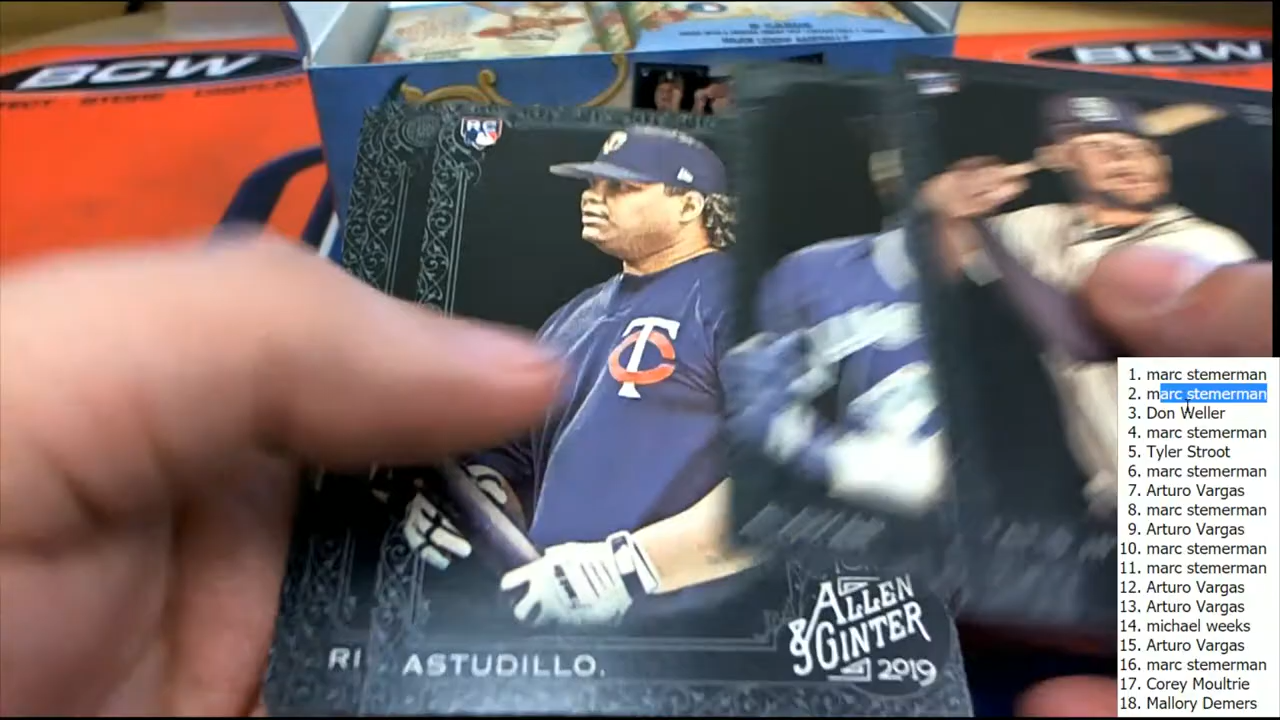 BCW
BCW
RC
TC
RI ASTUDILLO.
ALLEN
& GINTER
2019
1. marc stemerman
2. marc stemerman
3. Don Weller
4. marc stemerman
5. Tyler Stroot
6. marc stemerman
7. Arturo Vargas
8. marc stemerman
9. Arturo Vargas
10. marc stemerman
11. marc stemerman
12. Arturo Vargas
13. Arturo Vargas
14. michael weeks
15. Arturo Vargas
16. marc stemerman
17. Corey Moultrie
18. Mallory Demers